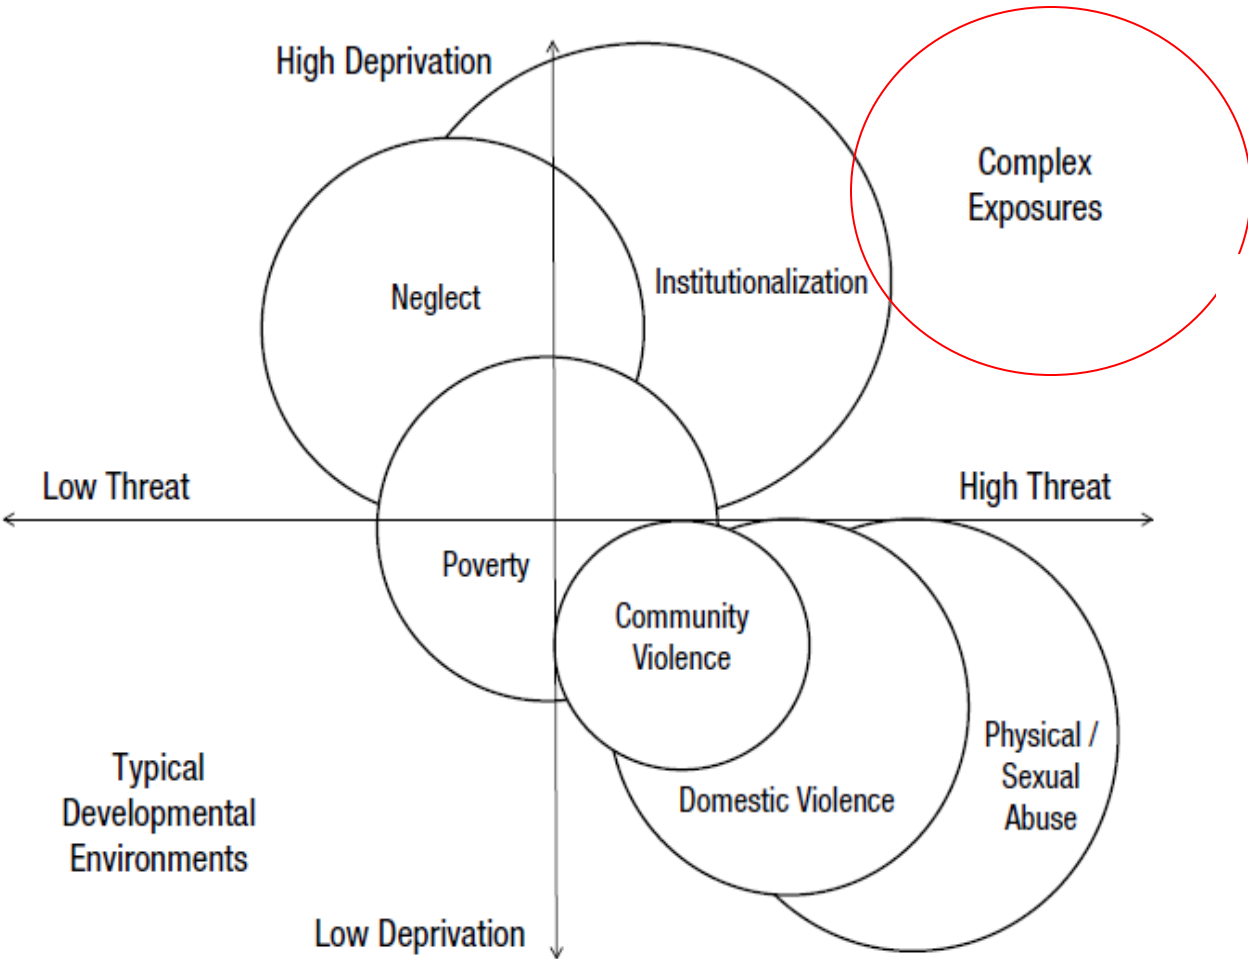 High Deprivation
Complex
Exposures
Neglect
Institutionalization
Low Threat
High Threat
Poverty
Community
Violence
Physical /
Sexual
Abuse
Domestic Violence
Typical
Developmental
Environments
Low Deprivation